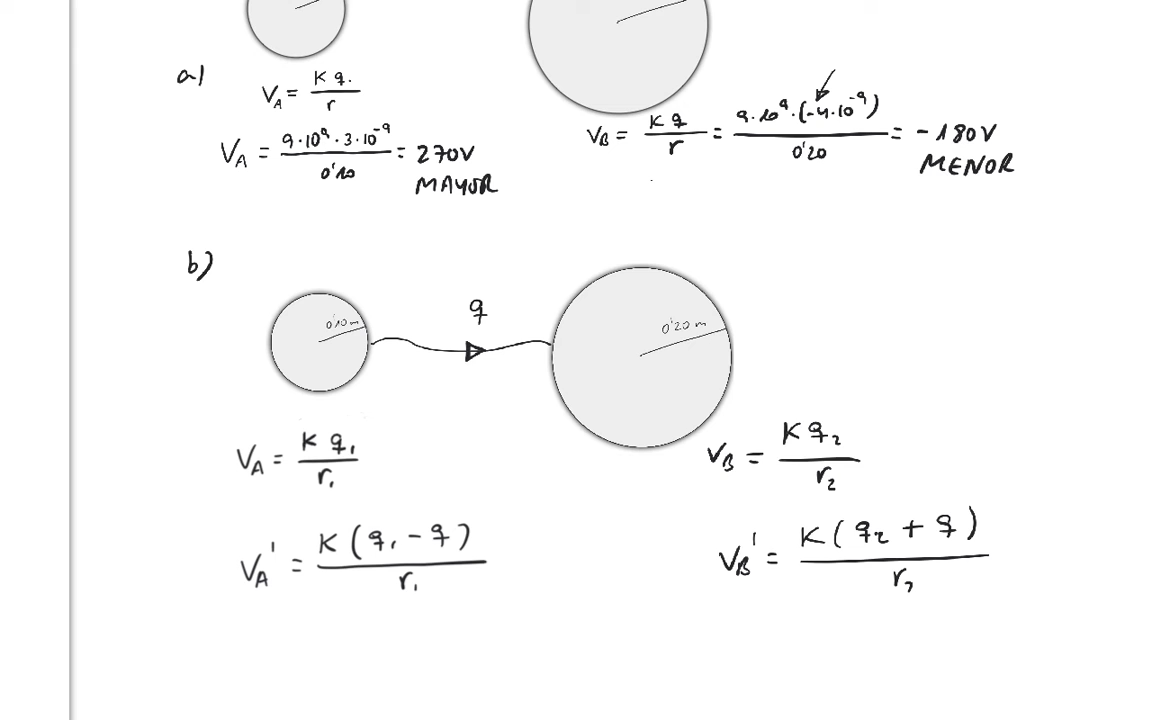 a)
V_A = K q₁ / r
V_B = K q / r = 9·10⁹·(-4·10⁻⁹) / 0'20 = -180V
MENOR
V_A = 9·10⁹·3·10⁻⁹ / 0'10 = 270V
MAYOR
b)
q
0'10 m
0'20 m
V_A = K q₁ / r₁
V_B = K q₂ / r₂
V_A' = K (q₁ - q) / r₁
V_B' = K (q₂ + q) / r₂